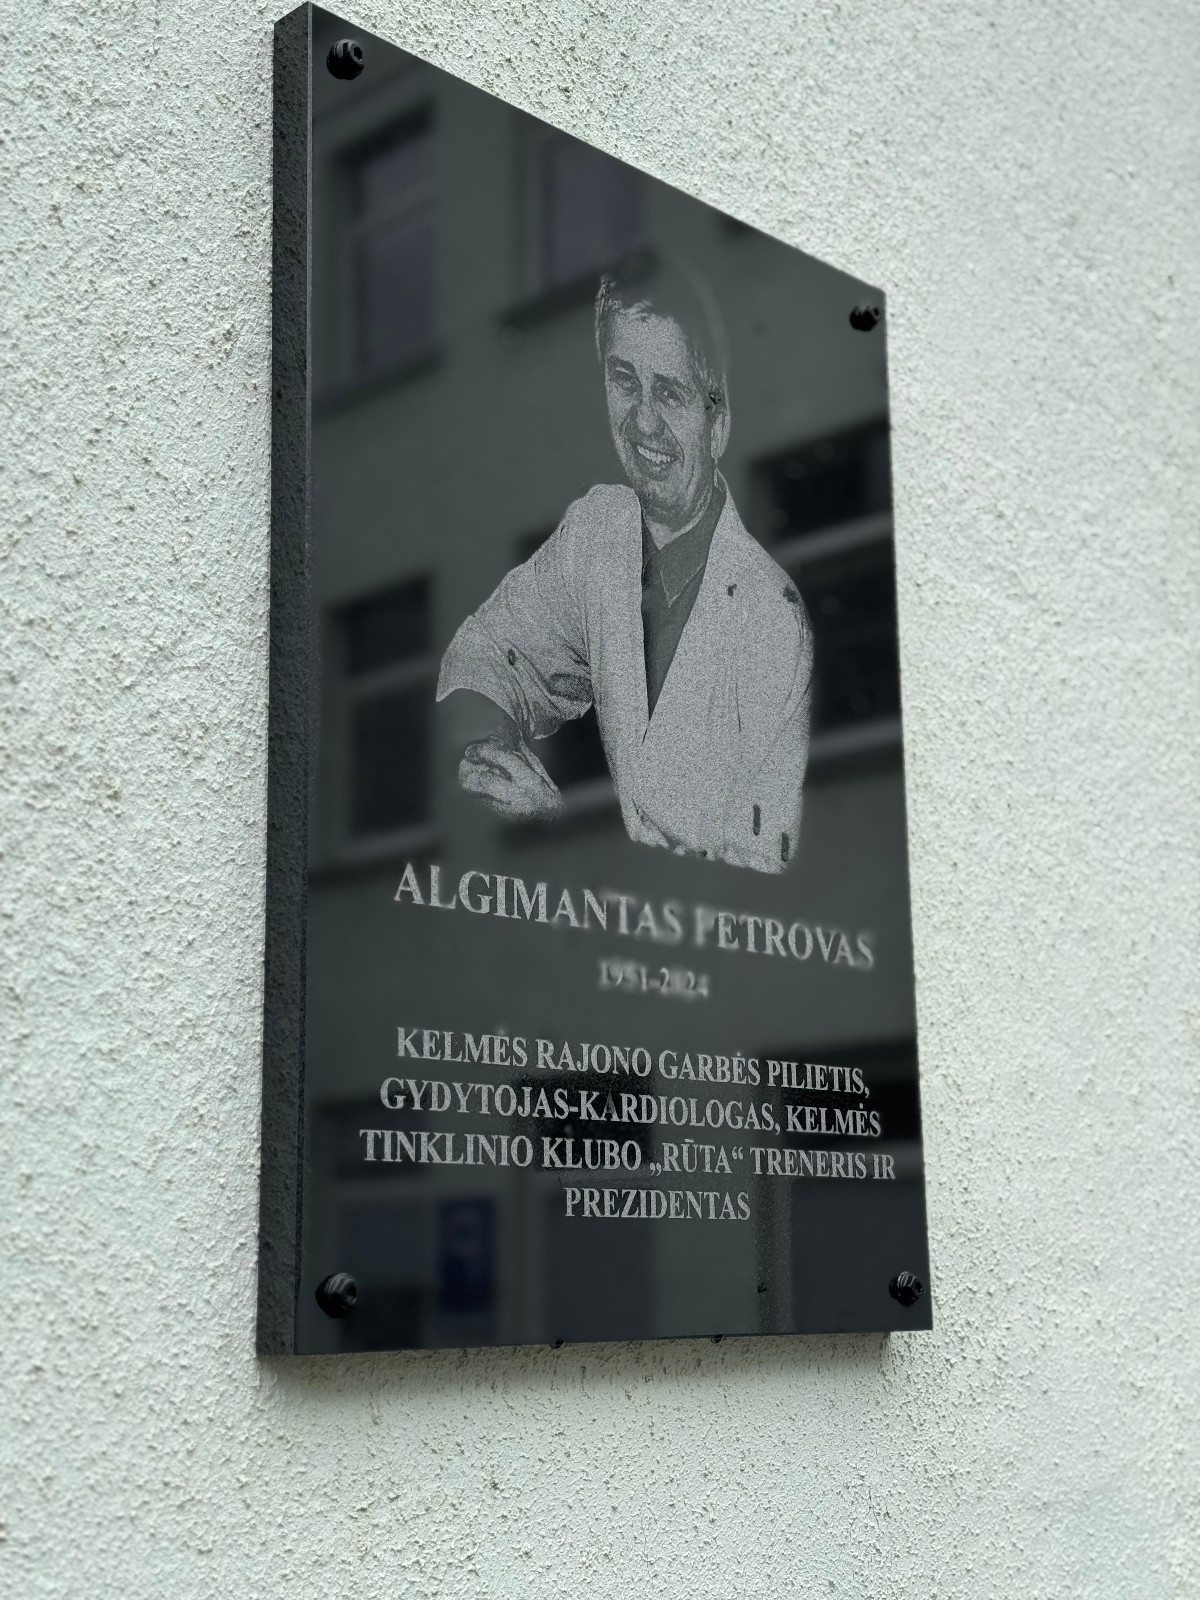 ALGIMANTAS PETROVAS
1951-2024
KELMĖS RAJONO GARBĖS PILIETIS,
GYDYTOJAS-KARDIOLOGAS, KELMĖS
TINKLINIO KLUBO „RŪTA“ TRENERIS IR
PREZIDENTAS